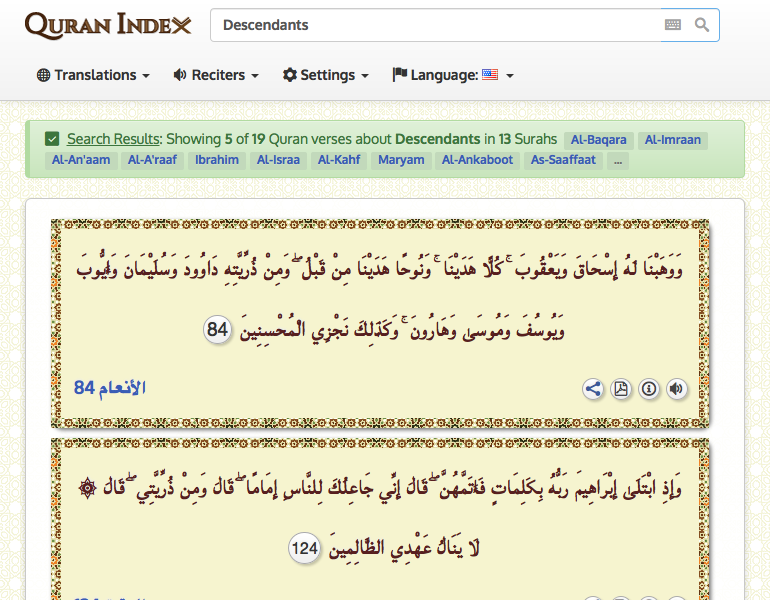 QURAN INDEX
Descendants
Translations Reciters Settings Language:
Search Results: Showing 5 of 19 Quran verses about Descendants in 13 Surahs Al-Baqara Al-Imraan
Al-An'aam Al-A'raaf Ibrahim Al-Israa Al-Kahf Maryam Al-Ankaboot As-Saaffaat ...
وَوَهَبْنَا لَهُ إِسْحَاقَ وَيَعْقُوبَ ۚ كُلًّا هَدَيْنَا ۚ وَنُوحًا هَدَيْنَا مِنْ قَبْلُ ۖ وَمِنْ ذُرِّيَّتِهِ دَاوُودَ وَسُلَيْمَانَ وَأَيُّوبَ
وَيُوسُفَ وَمُوسَىٰ وَهَارُونَ ۚ وَكَذَٰلِكَ نَجْزِي الْمُحْسِنِينَ 84
الأنعام 84
وَإِذِ ابْتَلَىٰ إِبْرَاهِيمَ رَبُّهُ بِكَلِمَاتٍ فَأَتَمَّهُنَّ ۖ قَالَ إِنِّي جَاعِلُكَ لِلنَّاسِ إِمَامًا ۖ قَالَ وَمِنْ ذُرِّيَّتِي ۖ قَالَ
لَا يَنَالُ عَهْدِي الظَّالِمِينَ 124